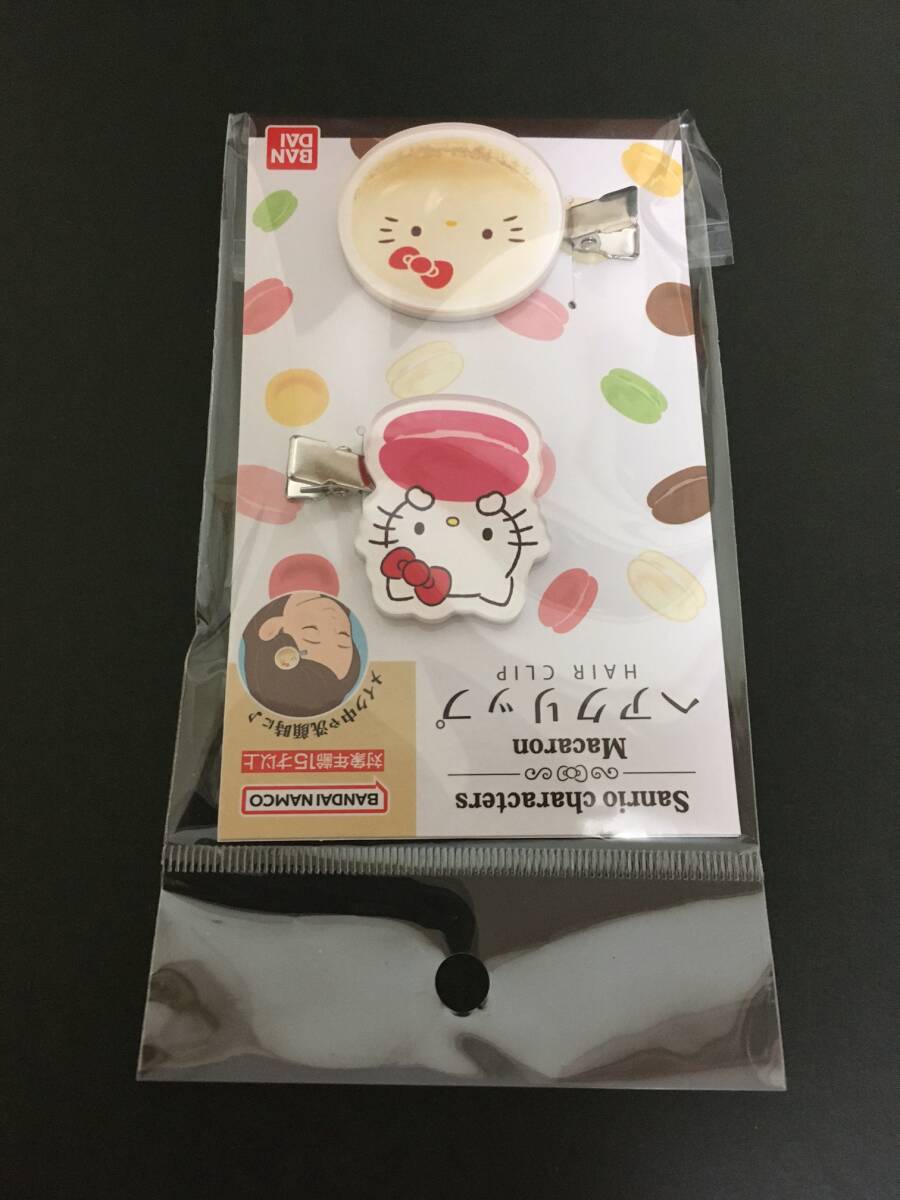 Sanrio characters
Macaron
ヘアクリップ
HAIR CLIP
BANDAI NAMCO
対象年齢15才以上
メイク中や洗顔時に♪
BAN
DAI